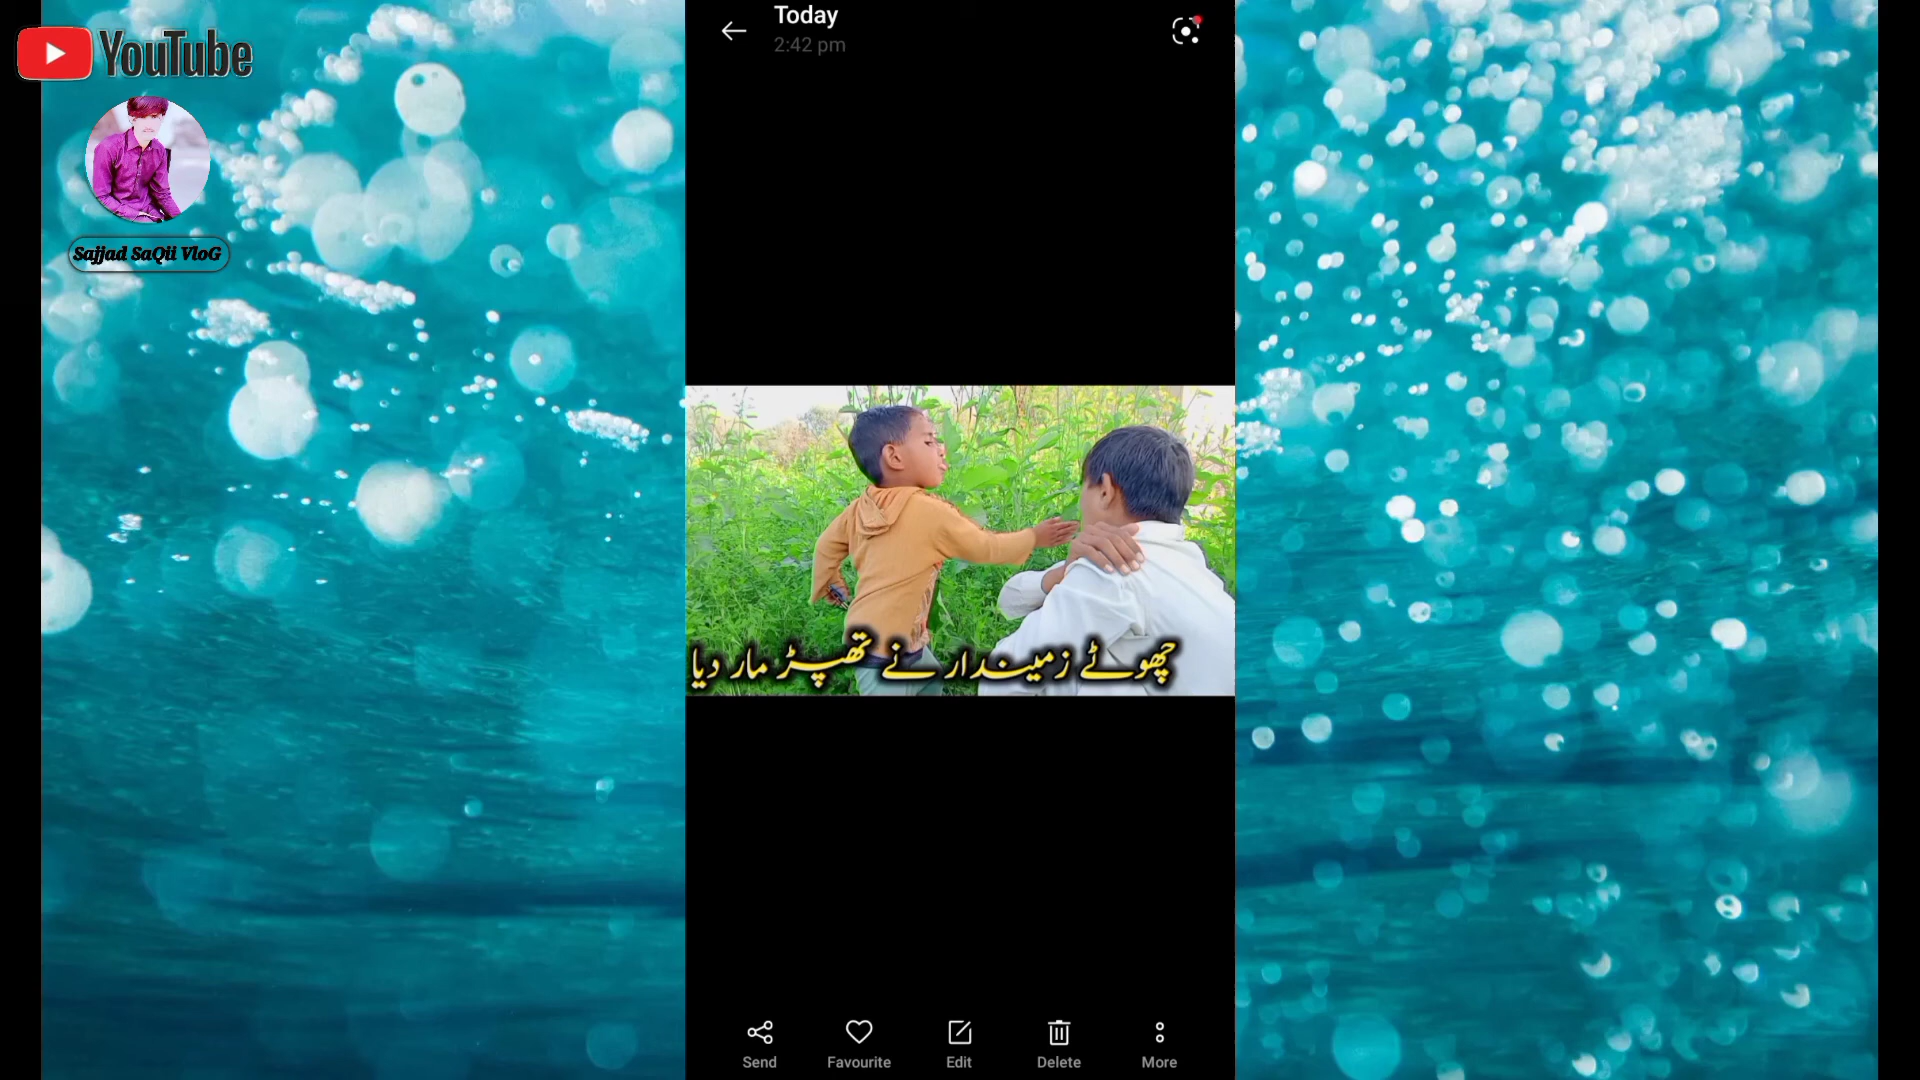 YouTube
Sajjad SaQii VloG
Today
2:42 pm
چھوٹے زمیندار نے تھپڑ مار دیا
Send
Favourite
Edit
Delete
More